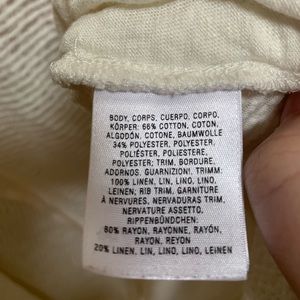 BODY, CORPS, CUERPO, CORPO,
KÖRPER: 66% COTTON, COTON,
ALGODÓN, COTONE, BAUMWOLLE
34% POLYESTER, POLYESTER,
POLIÉSTER, POLIESTERE,
POLYESTER; TRIM, BORDURE,
ADORNOS, GUARNIZIONI, TRIMM:
100% LINEN, LIN, LINO, LINO,
LEINEN; RIB TRIM, GARNITURE
À NERVURES, NERVADURAS TRIM,
NERVATURE ASSETTO,
RIPPENBÜNDCHEN:
80% RAYON, RAYONNE, RAYÓN,
RAYON, REYON
20% LINEN, LIN, LINO, LINO, LEINEN